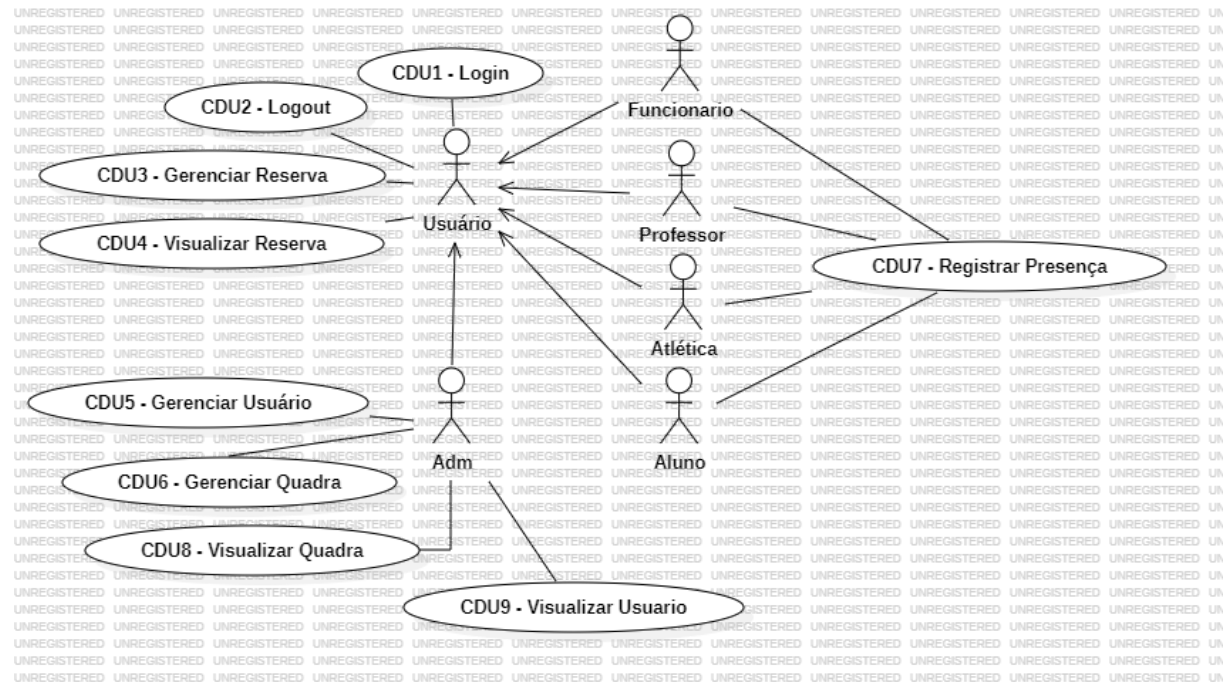 CDU1 - Login
CDU2 - Logout
Funcionario
CDU3 - Gerenciar Reserva
Usuário
CDU4 - Visualizar Reserva
Professor
CDU7 - Registrar Presença
Atlética
CDU5 - Gerenciar Usuário
Adm
Aluno
CDU6 - Gerenciar Quadra
CDU8 - Visualizar Quadra
CDU9 - Visualizar Usuario
UNREGISTERED